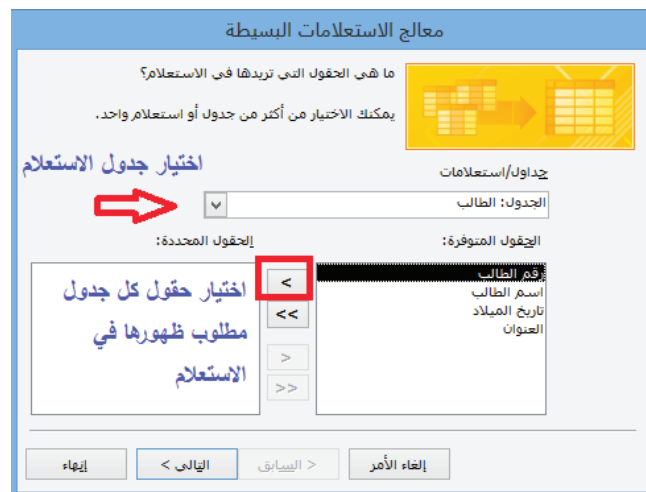 معالج الاستعلامات البسيطة
ما هي الحقول التي تريدها في الاستعلام؟
يمكنك الاختيار من أكثر من جدول أو استعلام واحد.
اختيار جدول الاستعلام
جداول/استعلامات
الجدول: الطالب
الحقول المتوفرة:
الحقول المحددة:
رقم الطالب
اسم الطالب
تاريخ الميلاد
العنوان
<
<<
>
>>
اختيار حقول كل جدول
مطلوب ظهورها في
الاستعلام
إلغاء الأمر
< السابق
التالي >
إنهاء